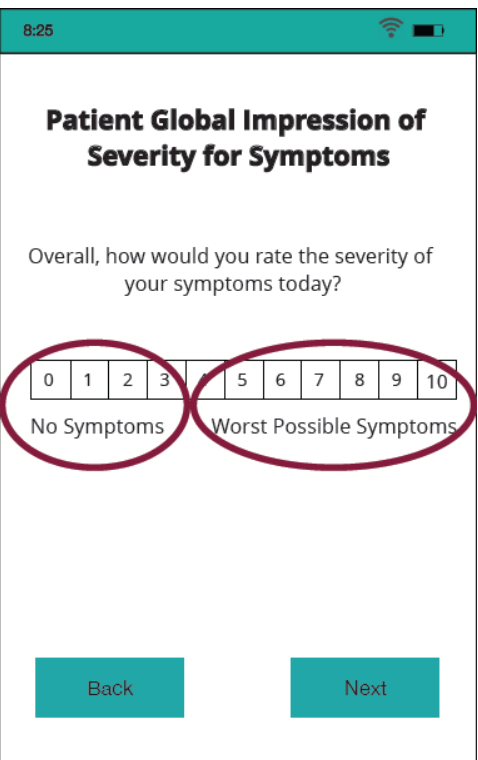 8:25
Patient Global Impression of
Severity for Symptoms
Overall, how would you rate the severity of
your symptoms today?
0 1 2 3 4 5 6 7 8 9 10
No Symptoms Worst Possible Symptoms
Back Next